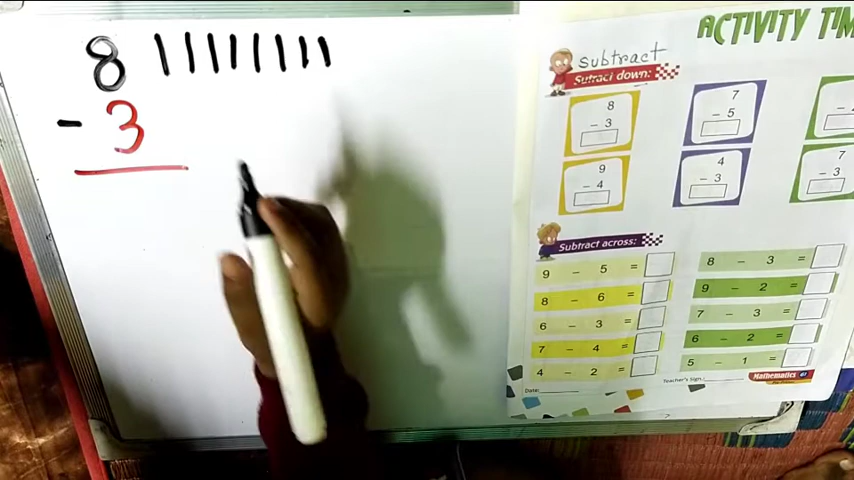 8
- 3
ACTIVITY TIM
subtract
Sutract down:
8
- 3
7
- 5
9
- 4
4
- 3
7
- 3
Subtract across:
9 - 5 =
8 - 3 =
8 - 6 =
9 - 2 =
6 - 3 =
7 - 3 =
7 - 4 =
6 - 2 =
4 - 2 =
5 - 1 =
Date:
Teacher's Sign.
Mathematics